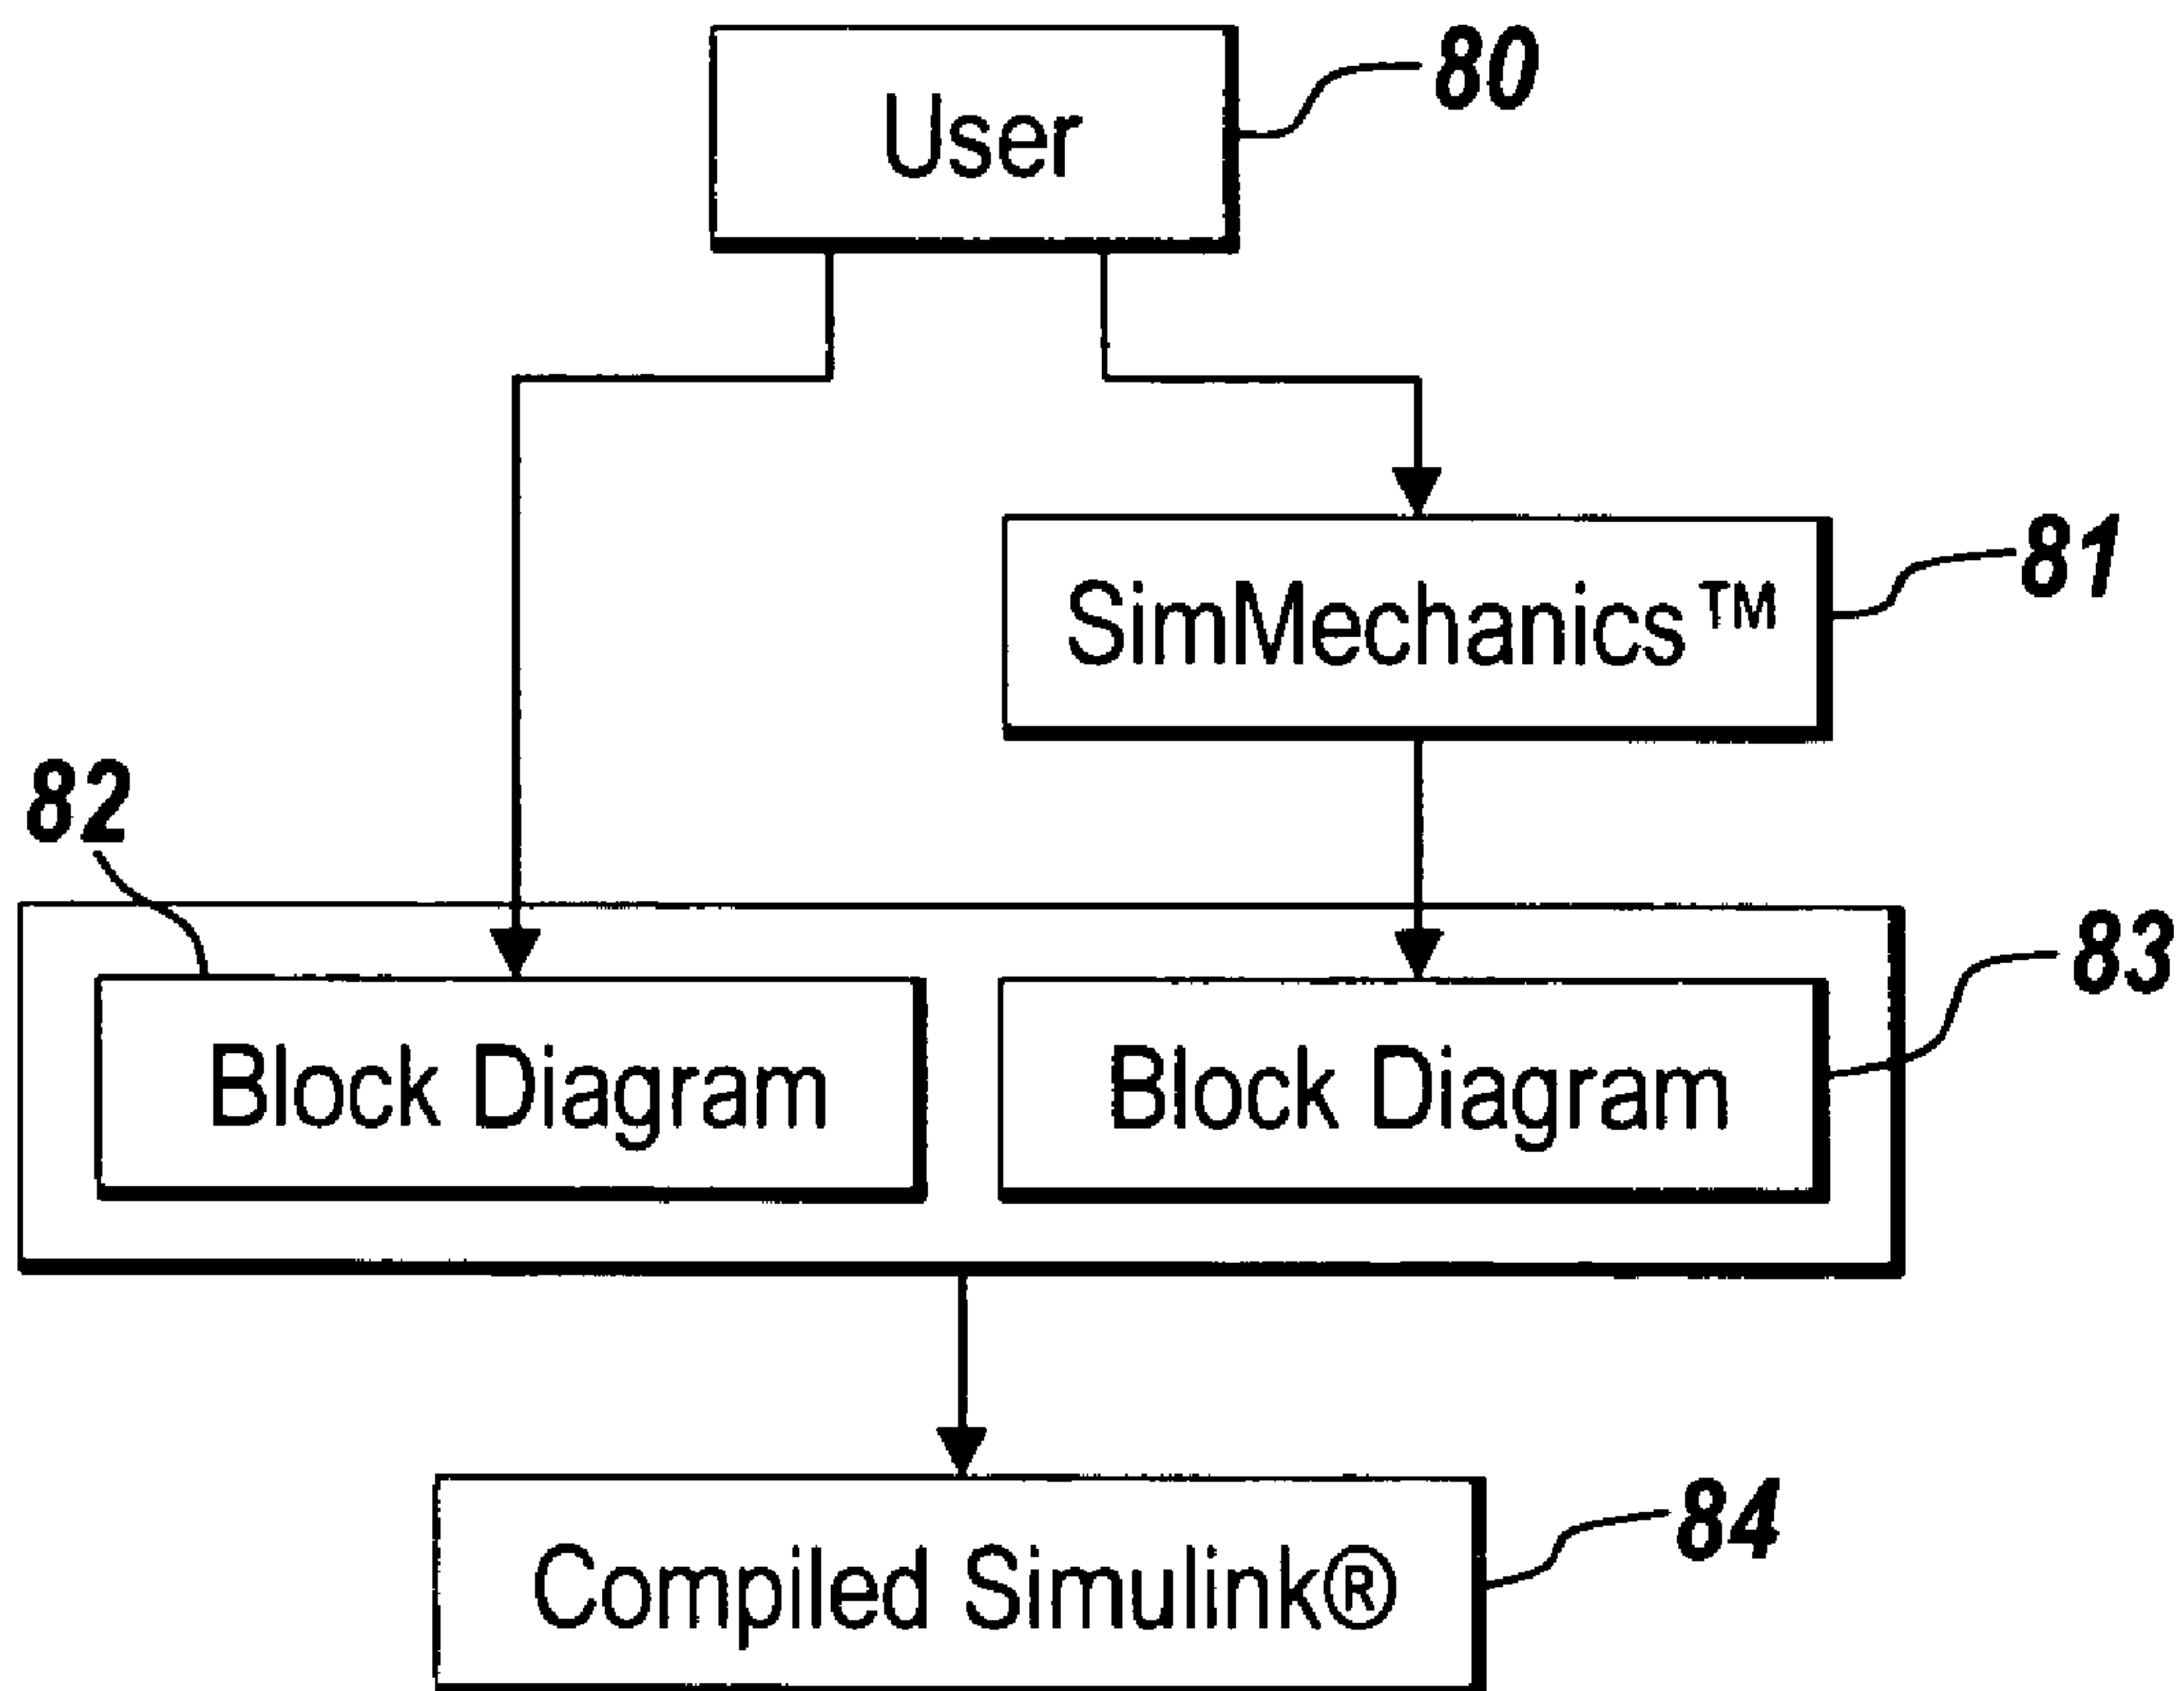 User
80
SimMechanics™
81
82
Block Diagram
Block Diagram
83
Compiled Simulink®
84